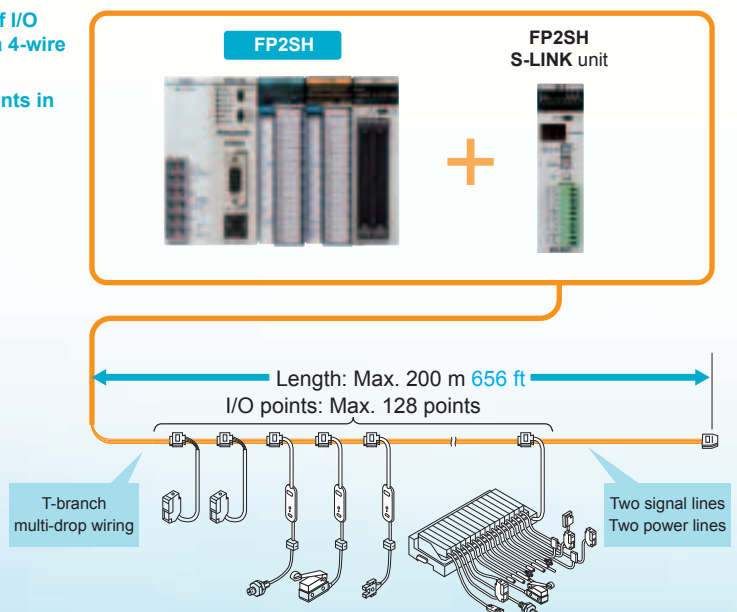 f I/O
4-wire
nts in
FP2SH
FP2SH
S-LINK unit
Length: Max. 200 m 656 ft
I/O points: Max. 128 points
T-branch
multi-drop wiring
Two signal lines
Two power lines